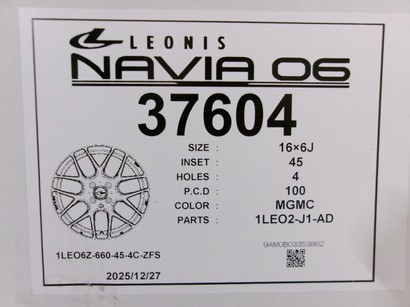 LEONIS
NAVIA 06
37604
SIZE : 16×6J
INSET : 45
HOLES : 4
P.C.D : 100
COLOR : MGMC
PARTS : 1LEO2-J1-AD
9AM0B03353862
1LEO6Z-660-45-4C-ZFS
2025/12/27